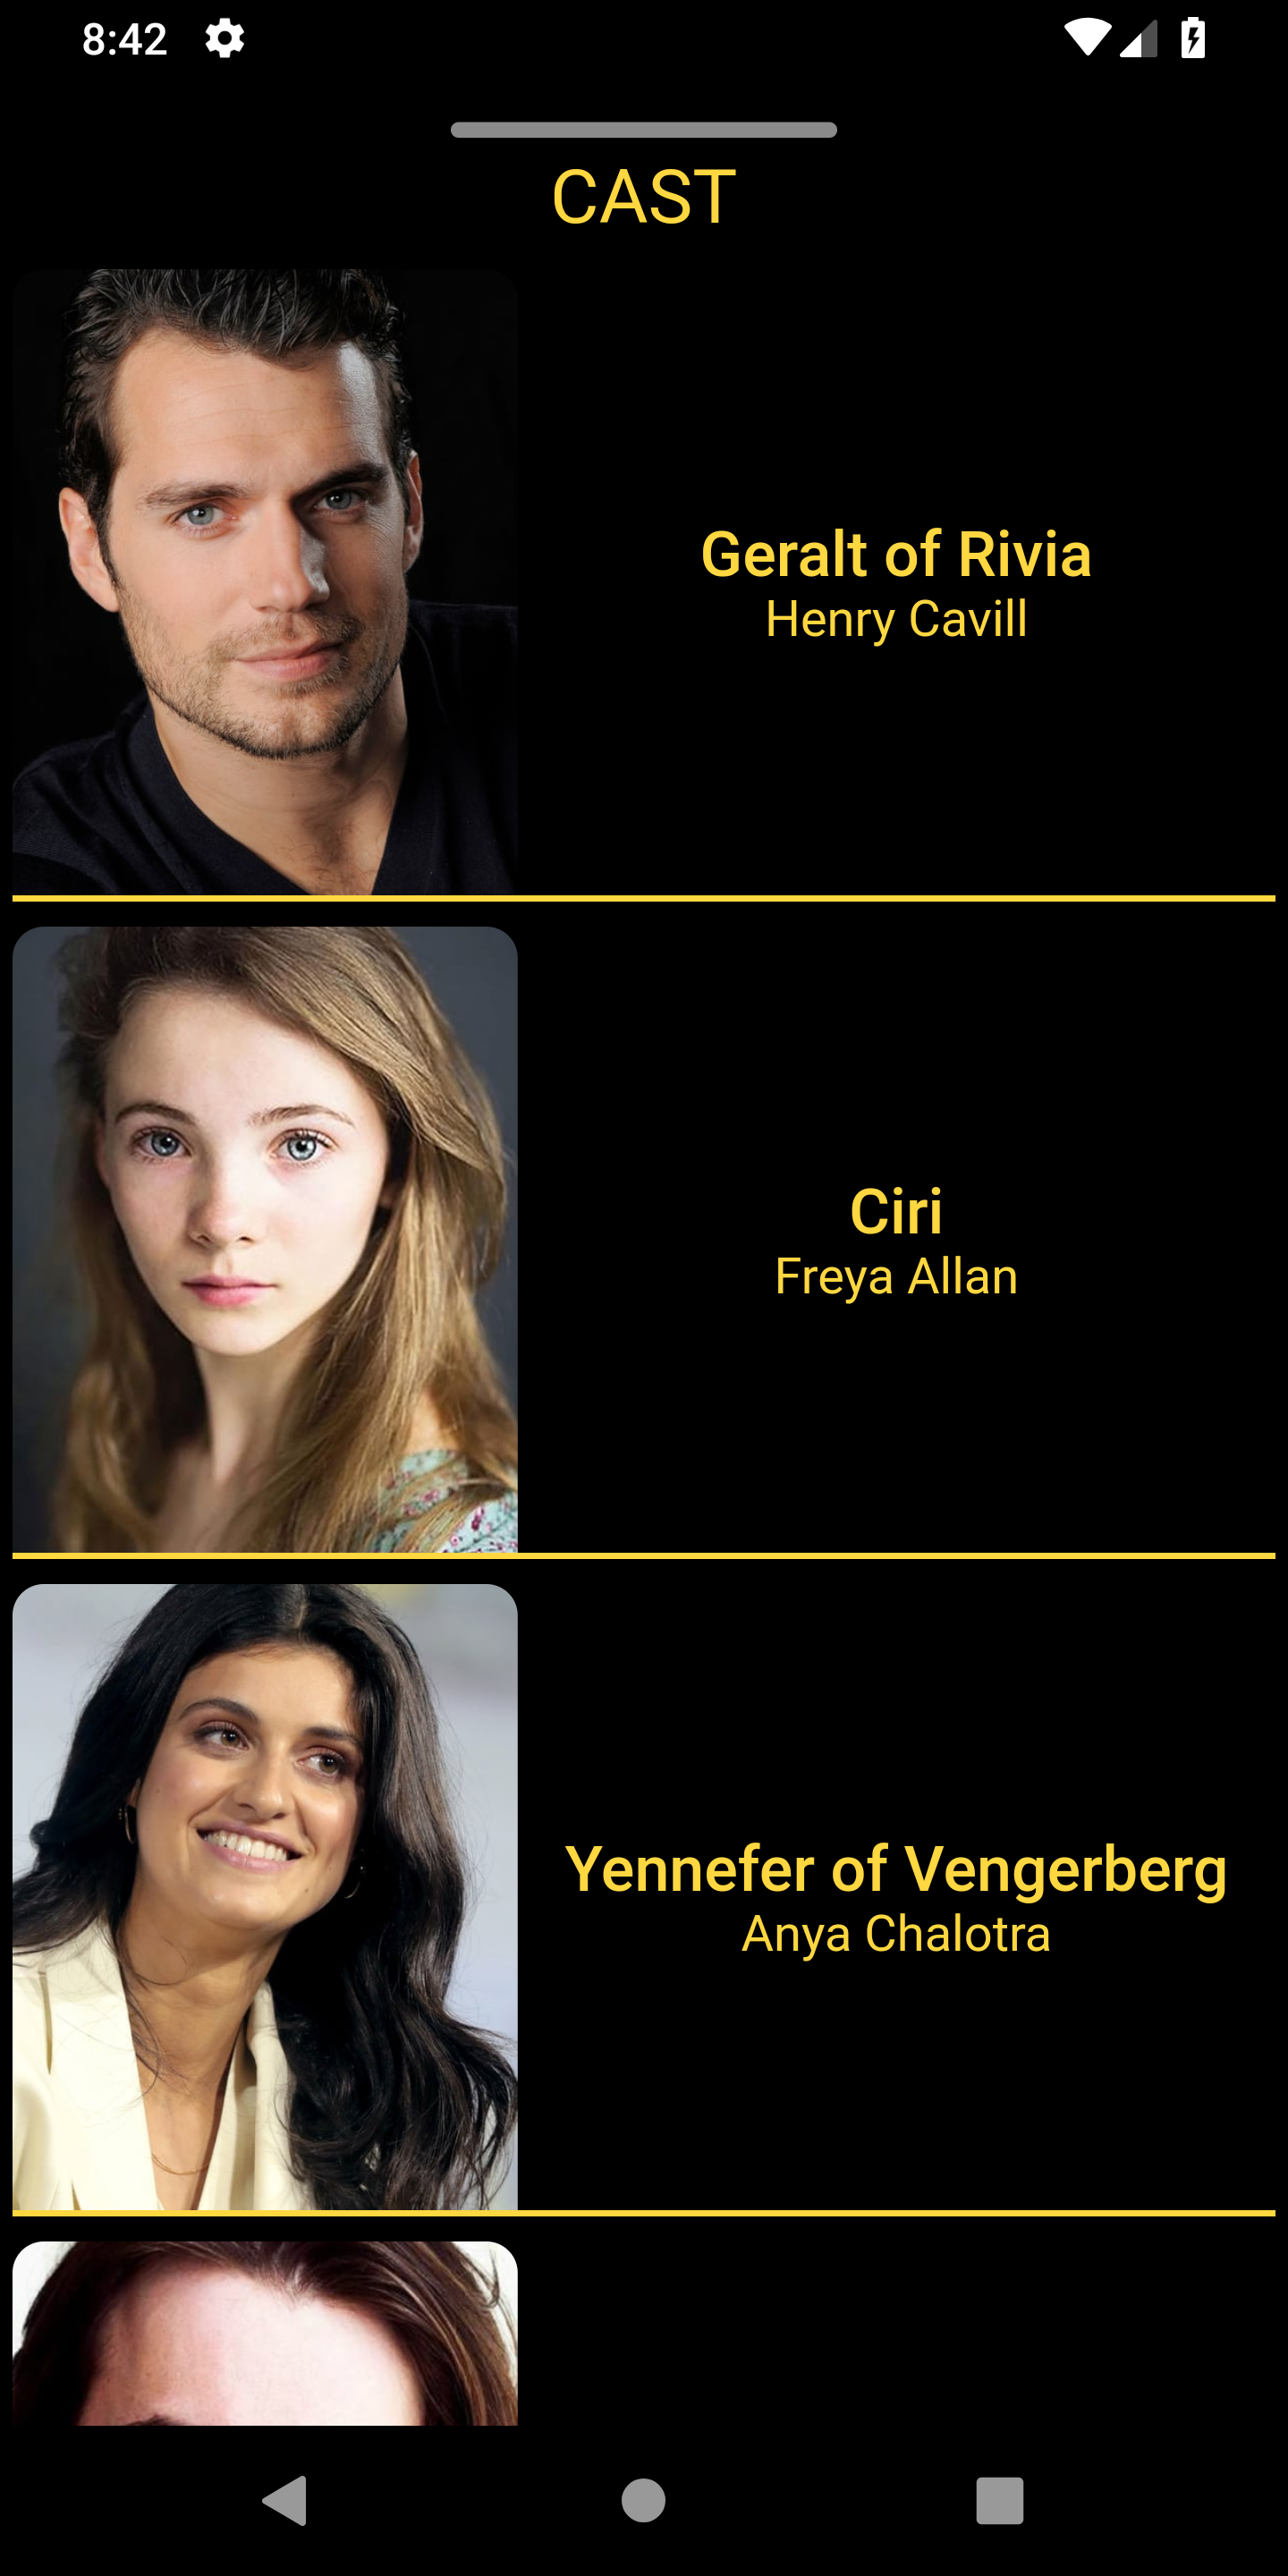 8:42
CAST
Geralt of Rivia
Henry Cavill
Ciri
Freya Allan
Yennefer of Vengerberg
Anya Chalotra